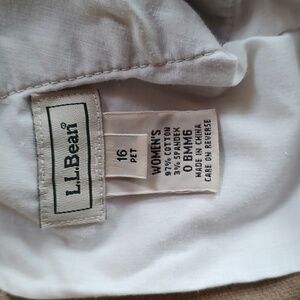 L.L.Bean®
16
PET
WOMEN'S
97% COTTON
3% SPANDEX
0 BMM6
MADE IN CHINA
CARE ON REVERSE